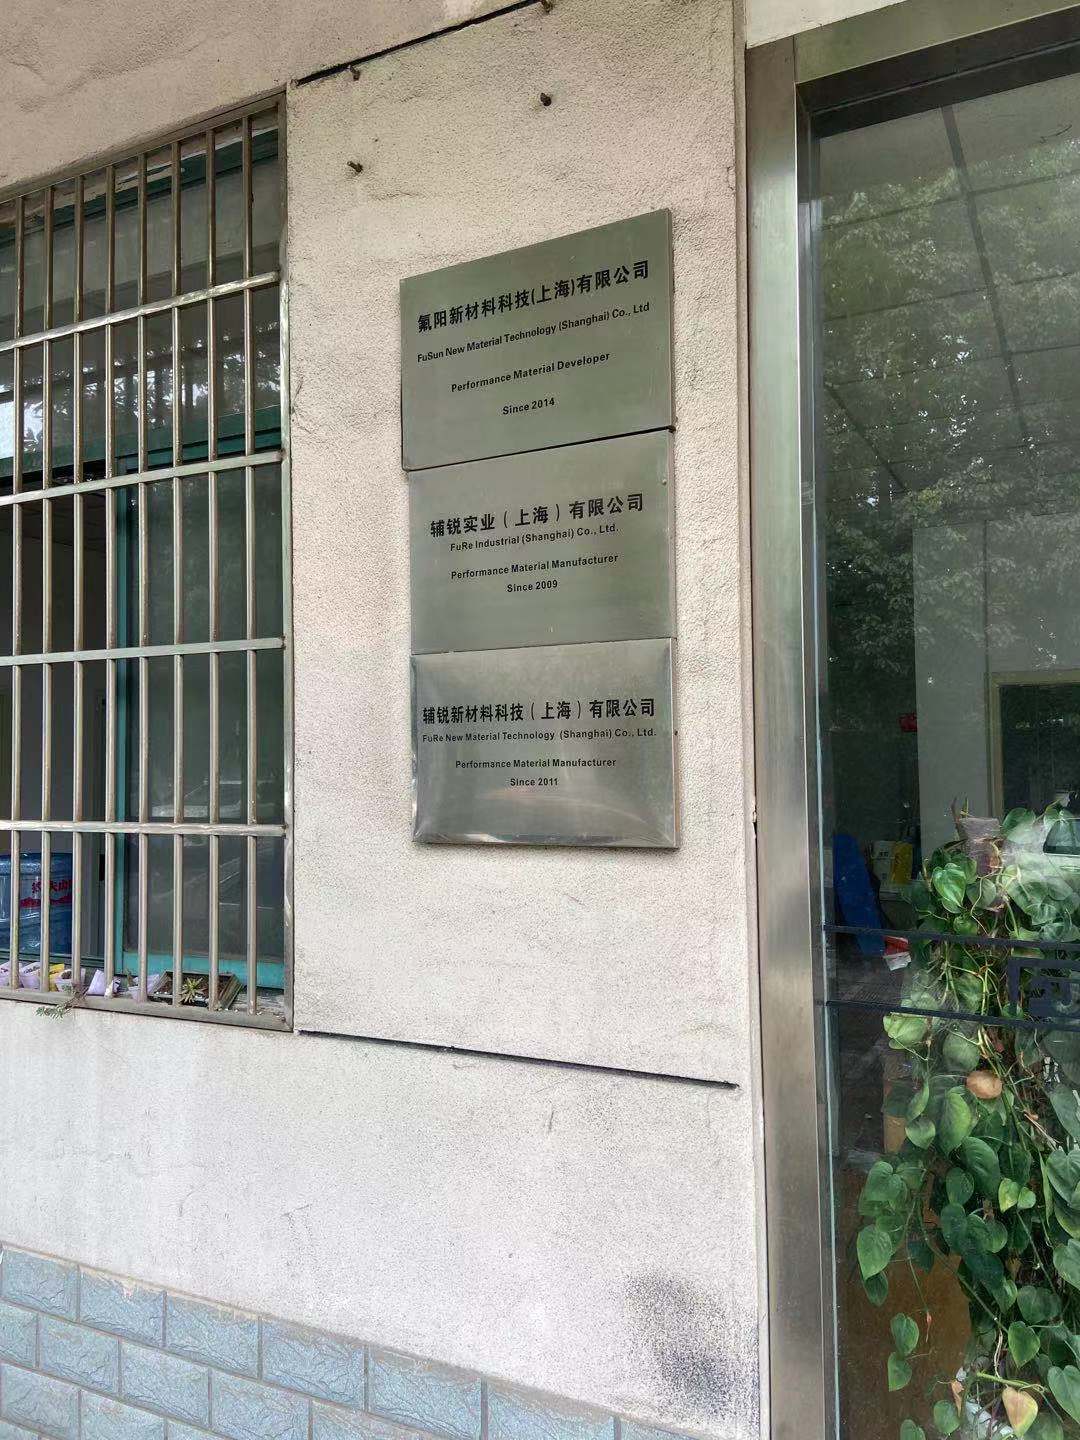 氟阳新材料科技(上海)有限公司
FuSun New Material Technology (Shanghai) Co., Ltd
Performance Material Developer
Since 2014
辅锐实业（上海）有限公司
FuRe Industrial (Shanghai) Co., Ltd.
Performance Material Manufacturer
Since 2009
辅锐新材料科技（上海）有限公司
FuRe New Material Technology (Shanghai) Co., Ltd.
Performance Material Manufacturer
Since 2011